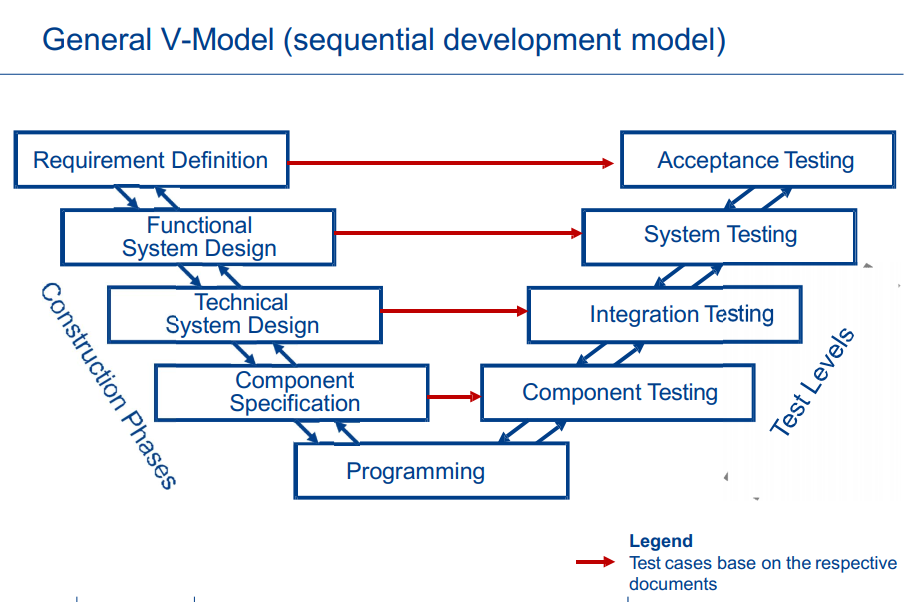 General V-Model (sequential development model)
Requirement Definition
Acceptance Testing
Functional
System Design
System Testing
Technical
System Design
Integration Testing
Component
Specification
Component Testing
Programming
Construction Phases
Test Levels
Legend
Test cases base on the respective
documents